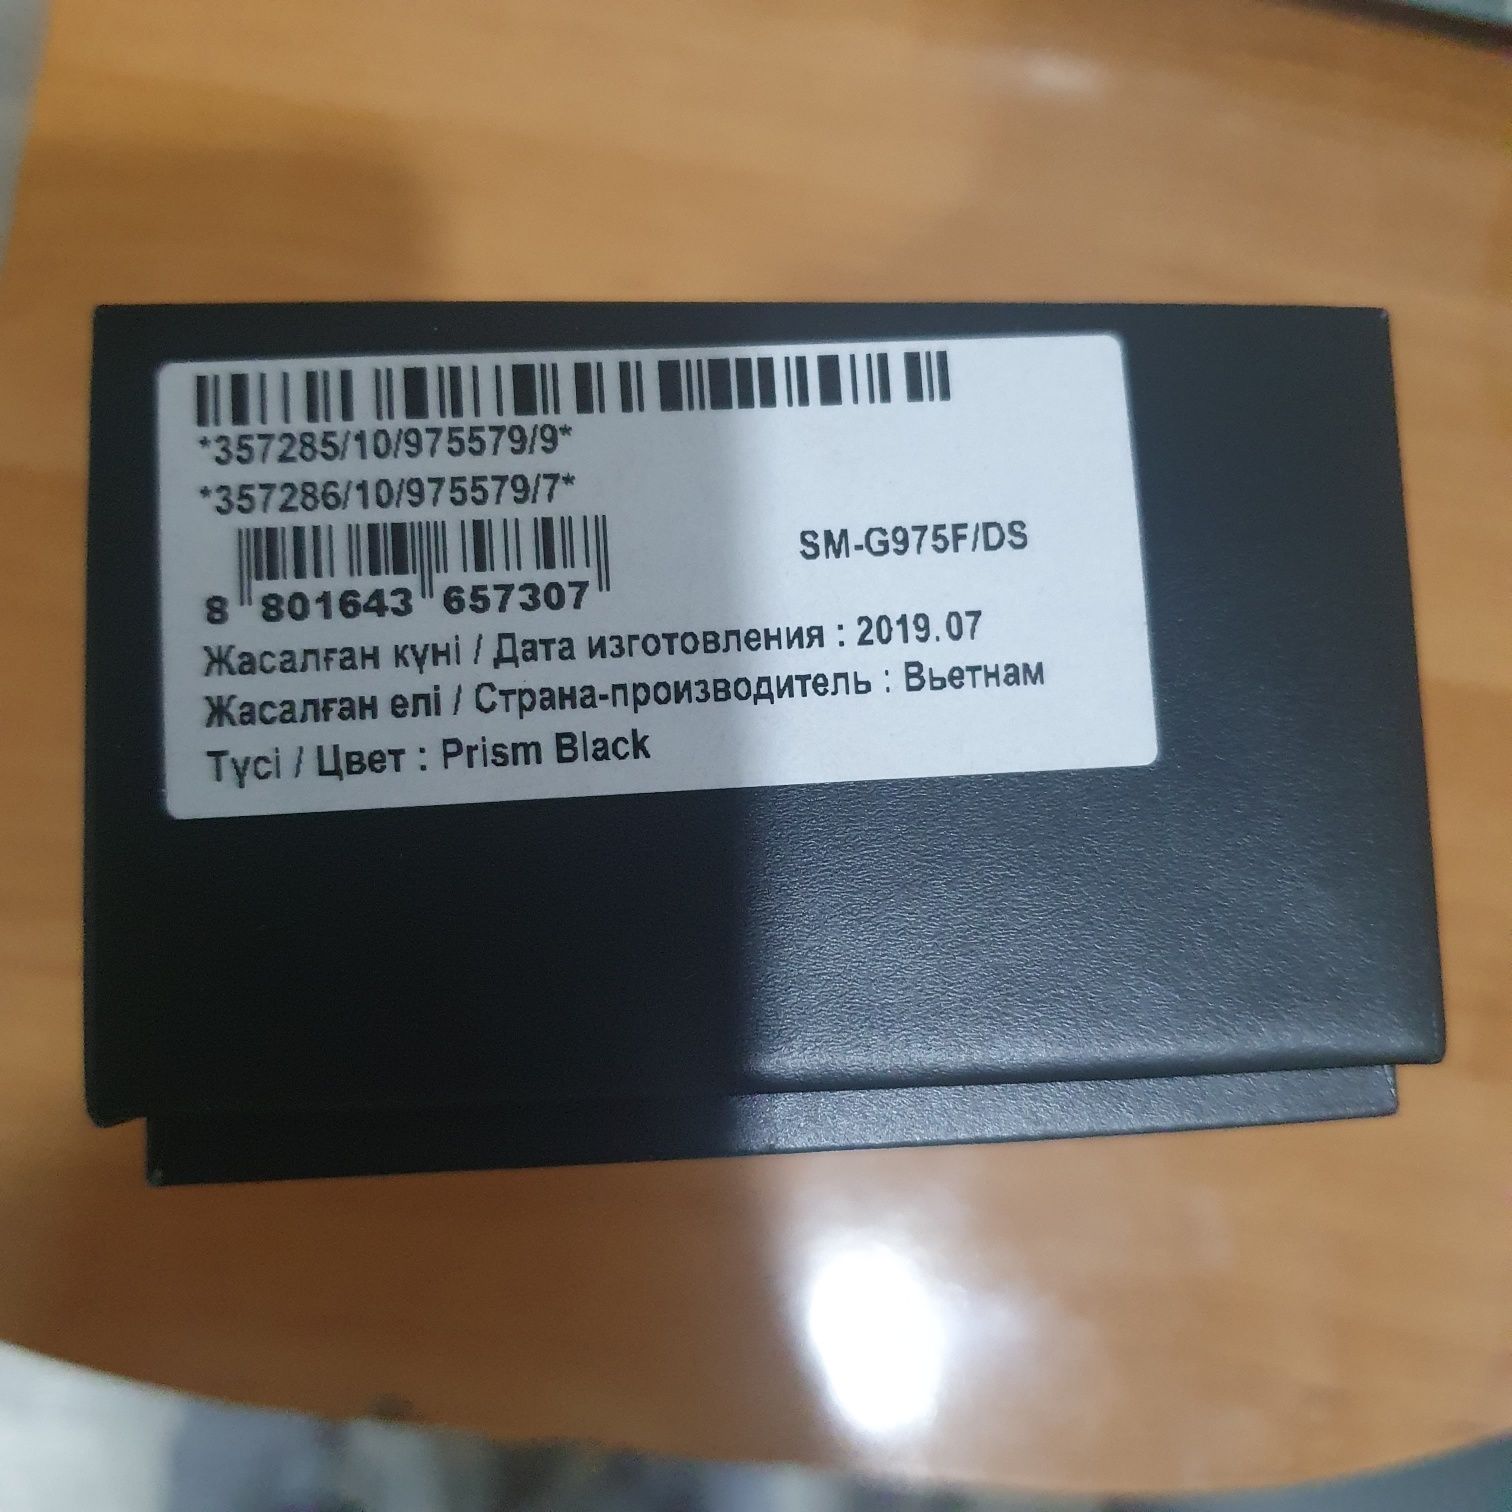 *357285/10/975579/9*
*357286/10/975579/7*
SM-G975F/DS
8 801643 657307
Жасалған күні / Дата изготовления : 2019.07
Жасалған елі / Страна-производитель : Вьетнам
Түсі / Цвет : Prism Black